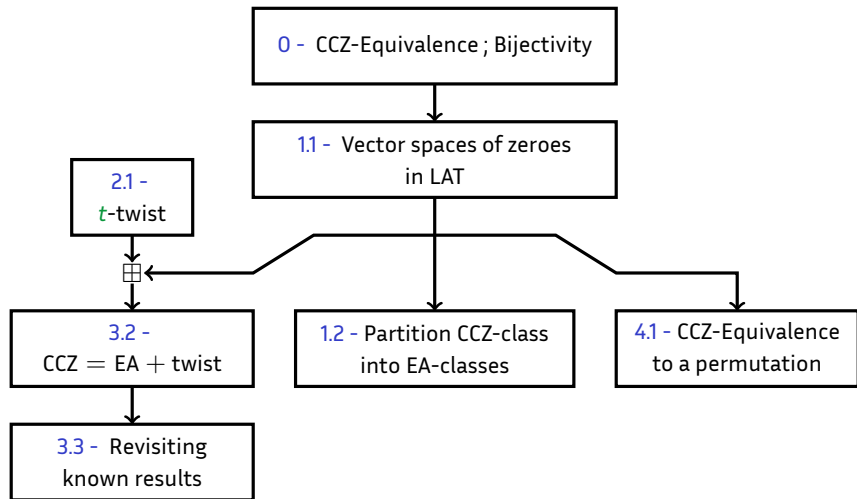 0 - CCZ-Equivalence ; Bijectivity
1.1 - Vector spaces of zeroes
in LAT
2.1 -
t-twist
3.2 -
CCZ = EA + twist
1.2 - Partition CCZ-class
into EA-classes
4.1 - CCZ-Equivalence
to a permutation
3.3 - Revisiting
known results